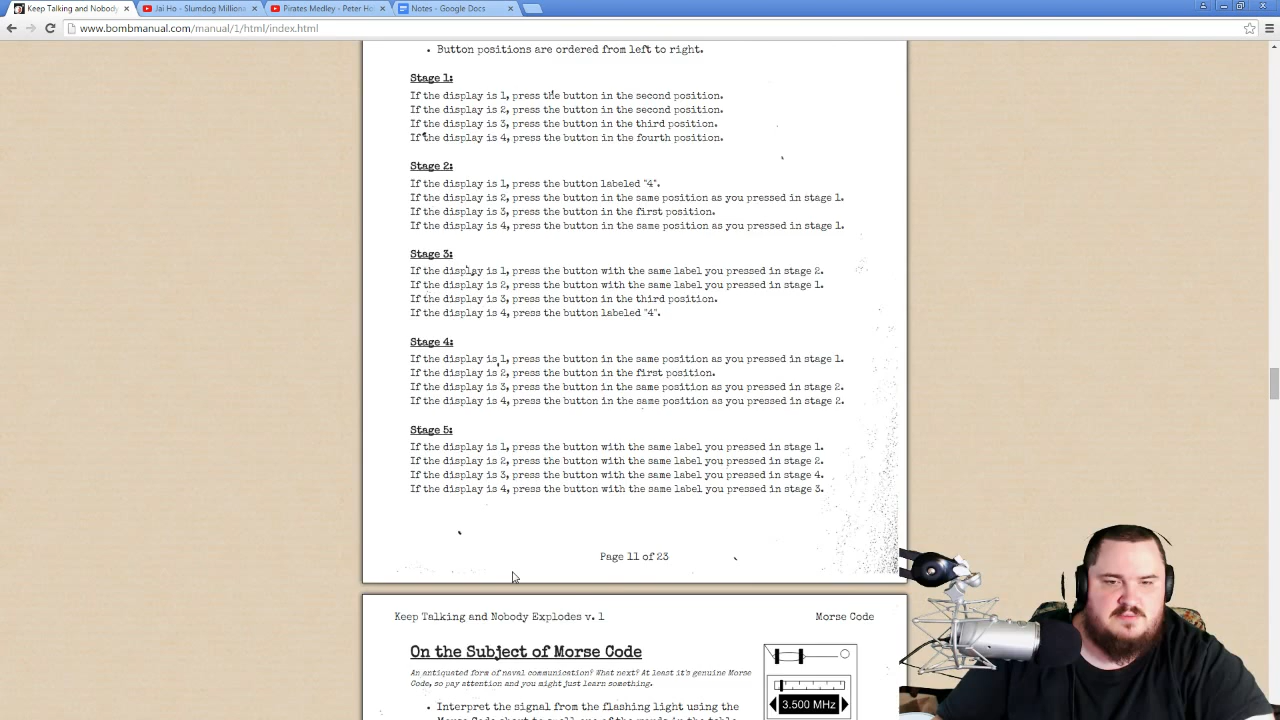 Keep Talking and Nobody
Jai Ho - Slumdog Milliona
Pirates Medley - Peter Ho
Notes - Google Docs
www.bombmanual.com/manual/1/html/index.html
• Button positions are ordered from left to right.
Stage 1:
If the display is 1, press the button in the second position.
If the display is 2, press the button in the second position.
If the display is 3, press the button in the third position.
If the display is 4, press the button in the fourth position.
Stage 2:
If the display is 1, press the button labeled "4".
If the display is 2, press the button in the same position as you pressed in stage 1.
If the display is 3, press the button in the first position.
If the display is 4, press the button in the same position as you pressed in stage 1.
Stage 3:
If the display is 1, press the button with the same label you pressed in stage 2.
If the display is 2, press the button with the same label you pressed in stage 1.
If the display is 3, press the button in the third position.
If the display is 4, press the button labeled "4".
Stage 4:
If the display is 1, press the button in the same position as you pressed in stage 1.
If the display is 2, press the button in the first position.
If the display is 3, press the button in the same position as you pressed in stage 2.
If the display is 4, press the button in the same position as you pressed in stage 2.
Stage 5:
If the display is 1, press the button with the same label you pressed in stage 1.
If the display is 2, press the button with the same label you pressed in stage 2.
If the display is 3, press the button with the same label you pressed in stage 4.
If the display is 4, press the button with the same label you pressed in stage 3.
Page 11 of 23
Keep Talking and Nobody Explodes v. 1
Morse Code
On the Subject of Morse Code
An antiquated form of naval communication? What next? At least it's genuine Morse
Code, so pay attention and you might just learn something.
• Interpret the signal from the flashing light using the
Morse Code chart to spell one of the words in the table.
3.500 MHz